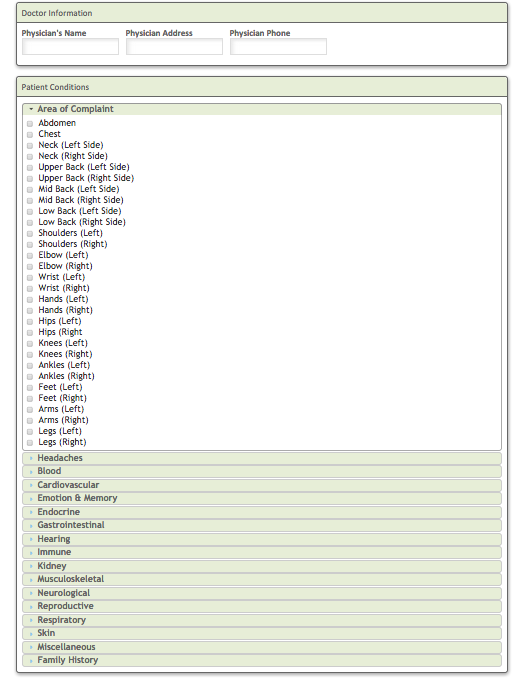 Doctor Information
Physician's Name Physician Address Physician Phone
Patient Conditions
Area of Complaint
Abdomen
Chest
Neck (Left Side)
Neck (Right Side)
Upper Back (Left Side)
Upper Back (Right Side)
Mid Back (Left Side)
Mid Back (Right Side)
Low Back (Left Side)
Low Back (Right Side)
Shoulders (Left)
Shoulders (Right)
Elbow (Left)
Elbow (Right)
Wrist (Left)
Wrist (Right)
Hands (Left)
Hands (Right)
Hips (Left)
Hips (Right
Knees (Left)
Knees (Right)
Ankles (Left)
Ankles (Right)
Feet (Left)
Feet (Right)
Arms (Left)
Arms (Right)
Legs (Left)
Legs (Right)
Headaches
Blood
Cardiovascular
Emotion & Memory
Endocrine
Gastrointestinal
Hearing
Immune
Kidney
Musculoskeletal
Neurological
Reproductive
Respiratory
Skin
Miscellaneous
Family History